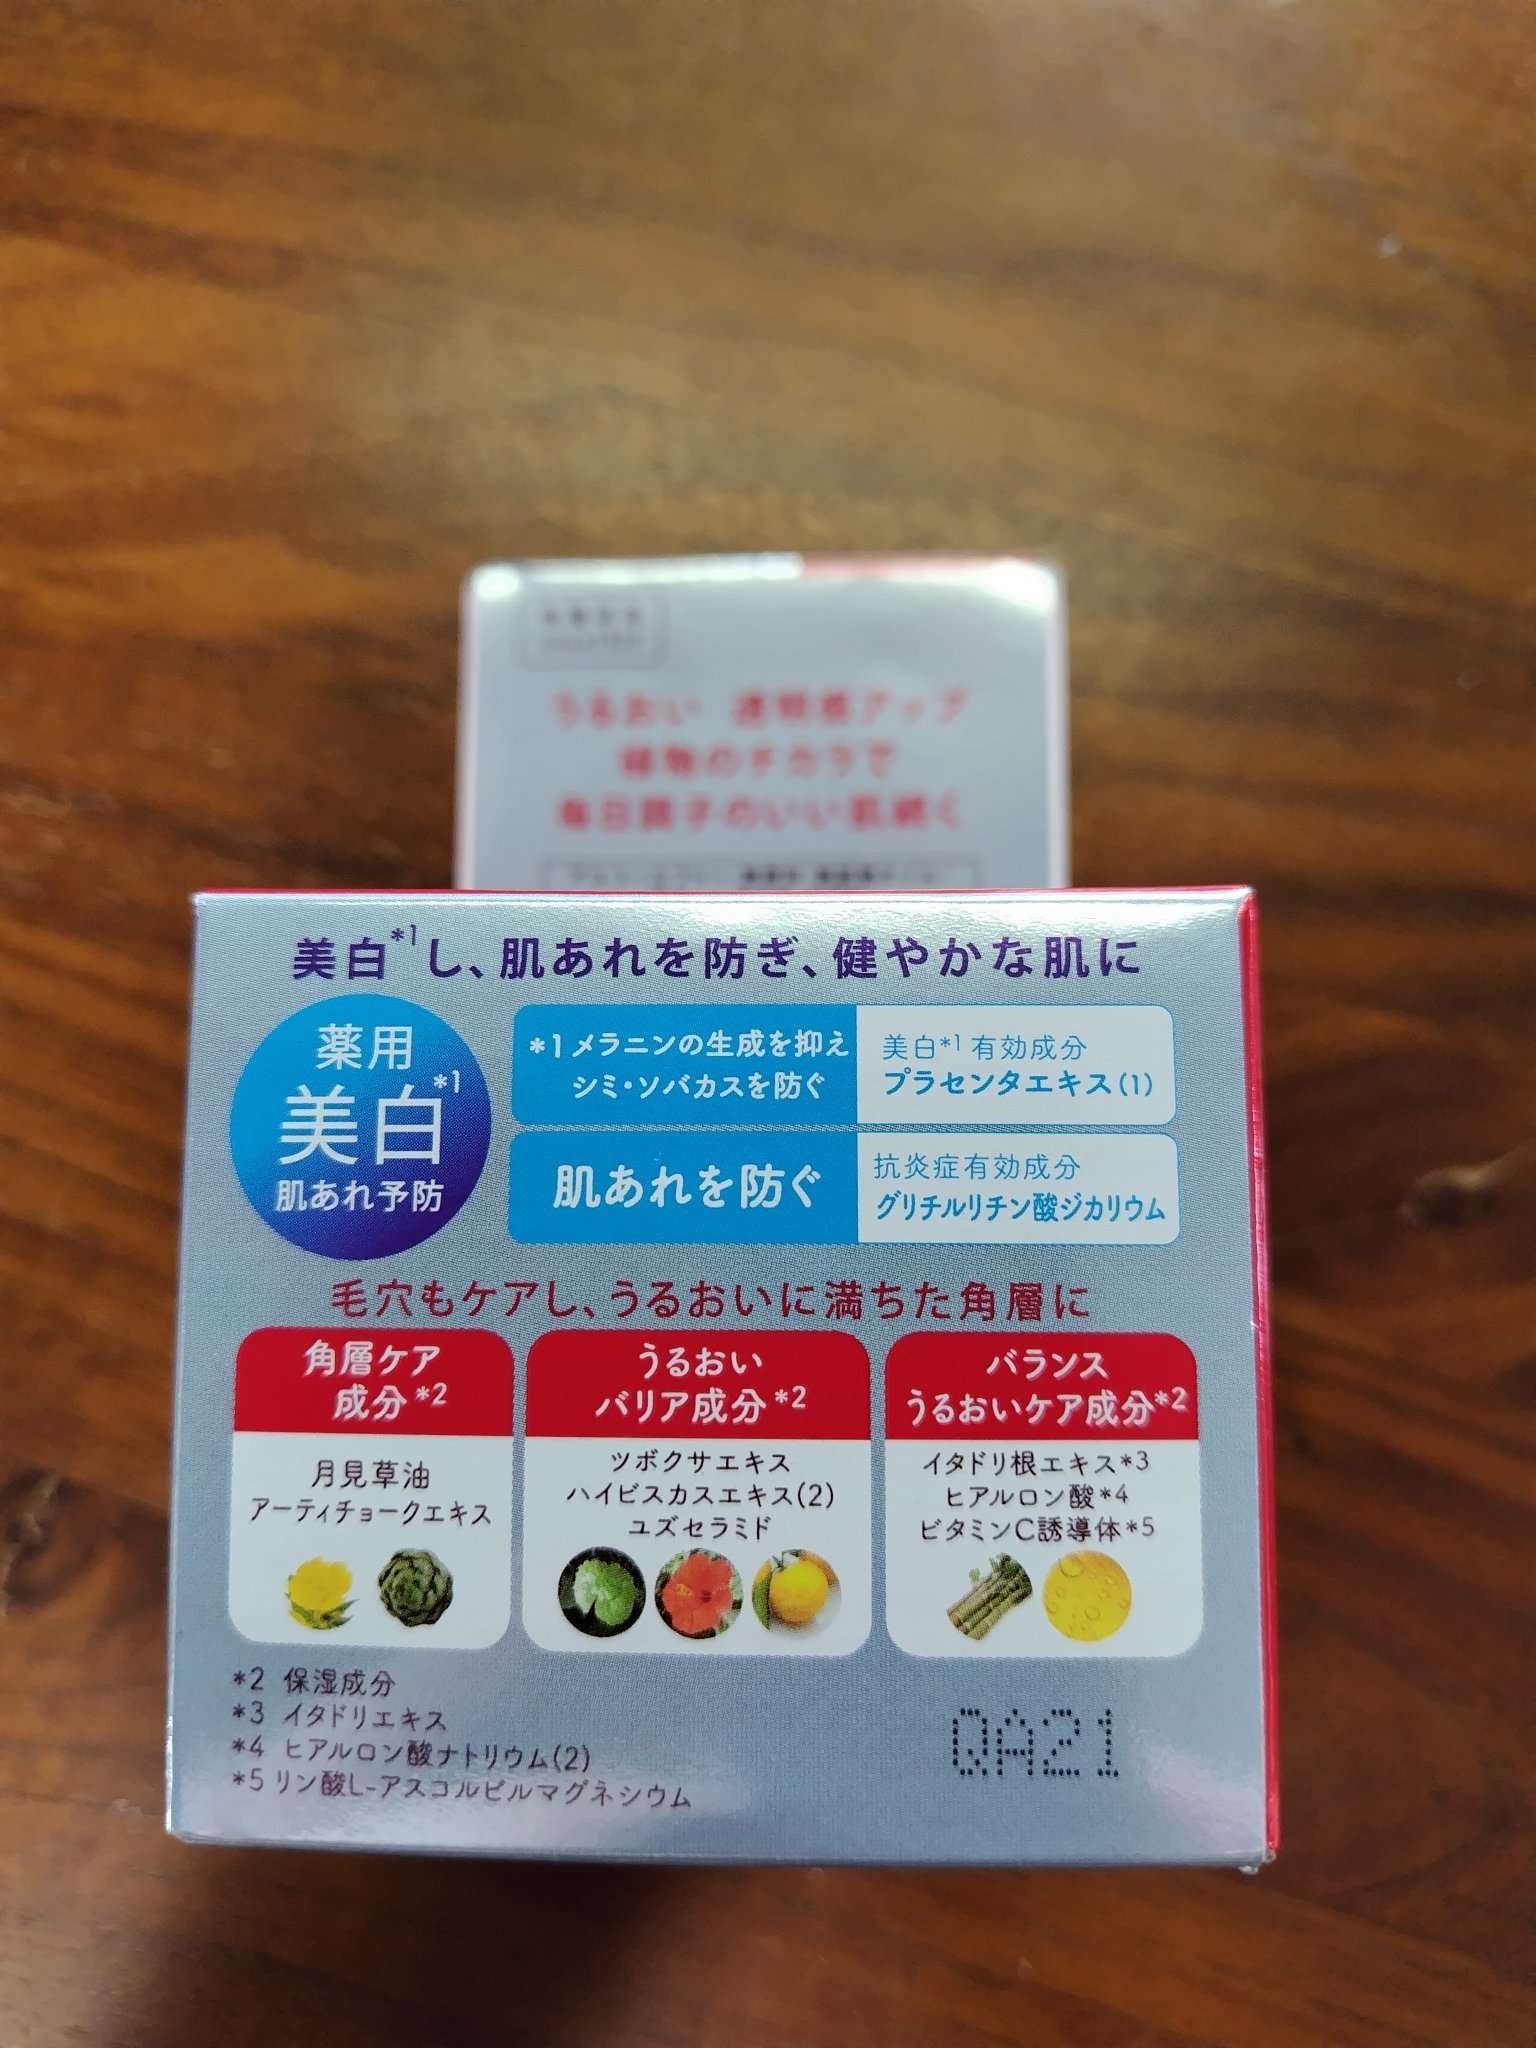 うるおい 透明感アップ
植物のチカラで
毎日調子のいい肌続く
美白*1し、肌あれを防ぎ、健やかな肌に
薬用
美白*1
肌あれ予防
*1メラニンの生成を抑え
シミ・ソバカスを防ぐ
美白*1有効成分
プラセンタエキス(1)
肌あれを防ぐ
抗炎症有効成分
グリチルリチン酸ジカリウム
毛穴もケアし、うるおいに満ちた角層に
角層ケア
成分*2
月見草油
アーティチョークエキス
うるおい
バリア成分*2
ツボクサエキス
ハイビスカスエキス(2)
ユズセラミド
バランス
うるおいケア成分*2
イタドリ根エキス*3
ヒアルロン酸*4
ビタミンC誘導体*5
*2 保湿成分
*3 イタドリエキス
*4 ヒアルロン酸ナトリウム(2)
*5 リン酸L-アスコルビルマグネシウム
QA21